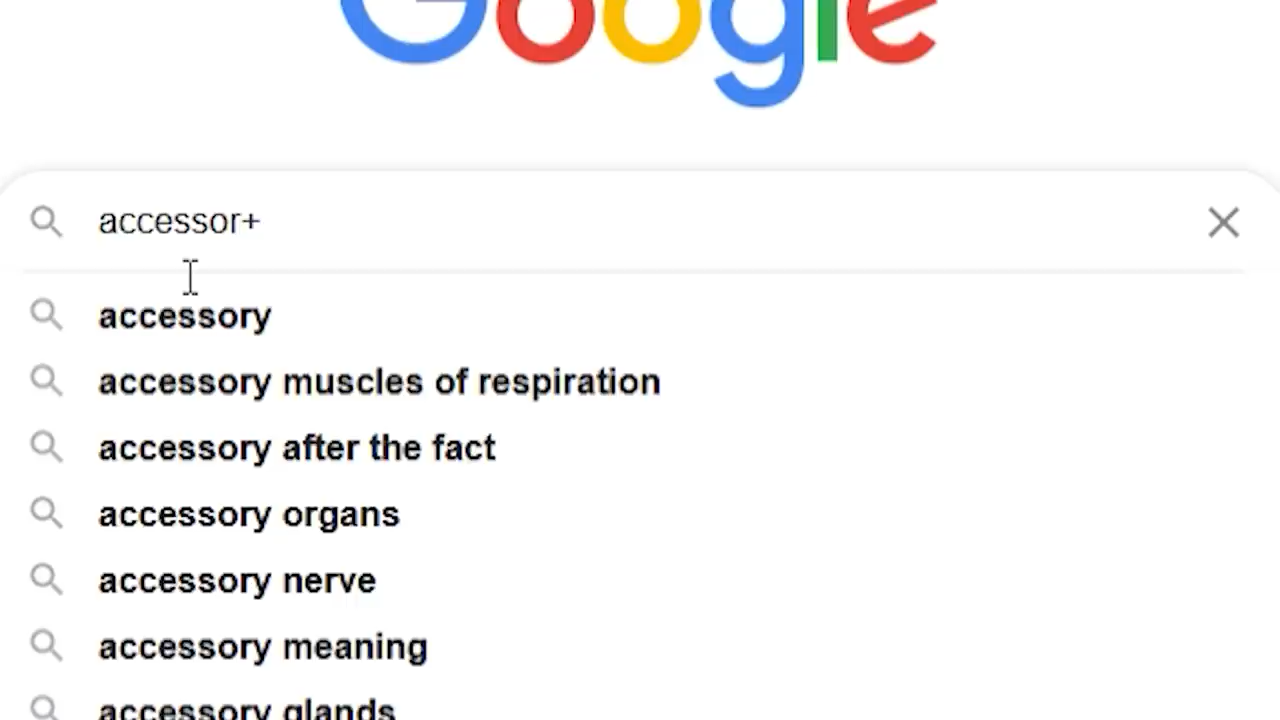 Google
accessor+
accessory
accessory muscles of respiration
accessory after the fact
accessory organs
accessory nerve
accessory meaning
accessory glands